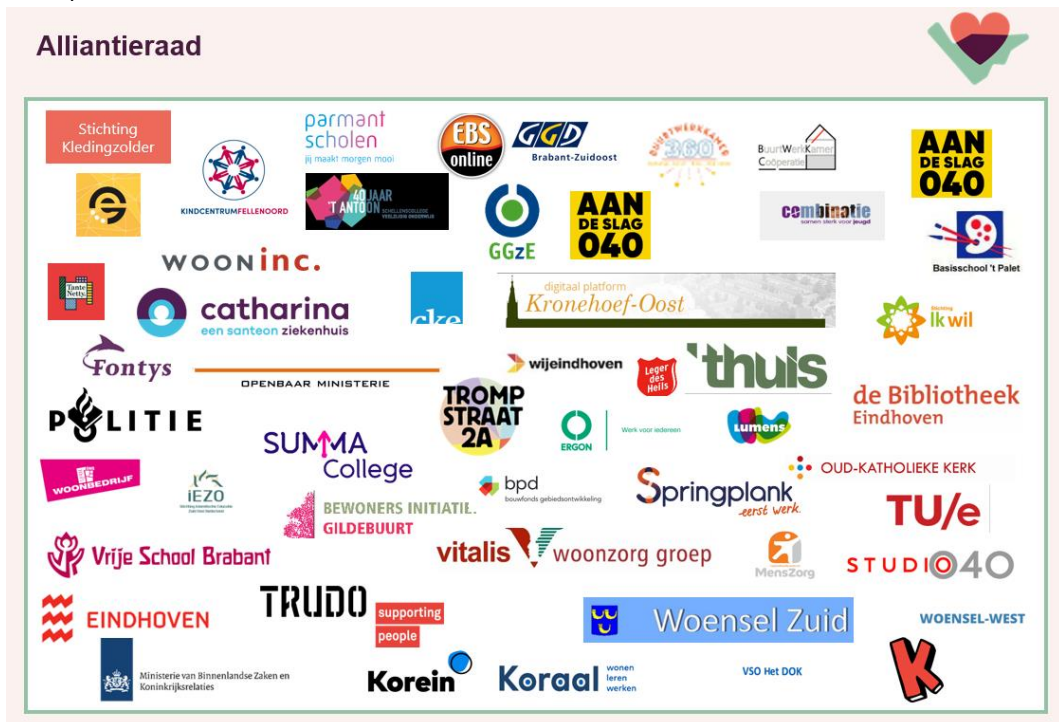 Alliantieraad
Stichting
Kledingzolder
KINDCENTRUMFELLENOORD
parmant
scholen
jij maakt morgen mooi
EBS
online
GGD
Brabant-Zuidoost
BUURTWERKKAMER
360
BuurtWerkKamer
Coöperatie
AAN
DE SLAG
040
40 JAAR
'T ANTOON
GGzE
AAN
DE SLAG
040
combinatie
samen sterk voor jeugd
Basisschool 't Palet
Tante
Netty.
WOONinc.
catharina
een santeon ziekenhuis
cke
digitaal platform
Kronehoef-Oost
Stichting
Ik wil
Fontys
OPENBAAR MINISTERIE
wijeindhoven
Leger
des
Heils
'thuis
de Bibliotheek
Eindhoven
POLITIE
SUMMA
College
TROMP
STRAAT
2A
ERGON
Werk voor iedereen
Lumens
WOONBEDRIJF
iEZO
BEWONERS INITIATIE.
GILDEBUURT
bpd
bouwfonds gebiedsontwikkeling
Springplank
eerst werk.
OUD-KATHOLIEKE KERK
TU/e
Vrije School Brabant
vitalis woonzorg groep
MensZorg
STUDIO040
EINDHOVEN
TRUDO
supporting
people
Woensel Zuid
WOENSEL-WEST
Ministerie van Binnenlandse Zaken en
Koninkrijksrelaties
Korein
Koraal
wonen
leren
werken
VSO Het DOK
K